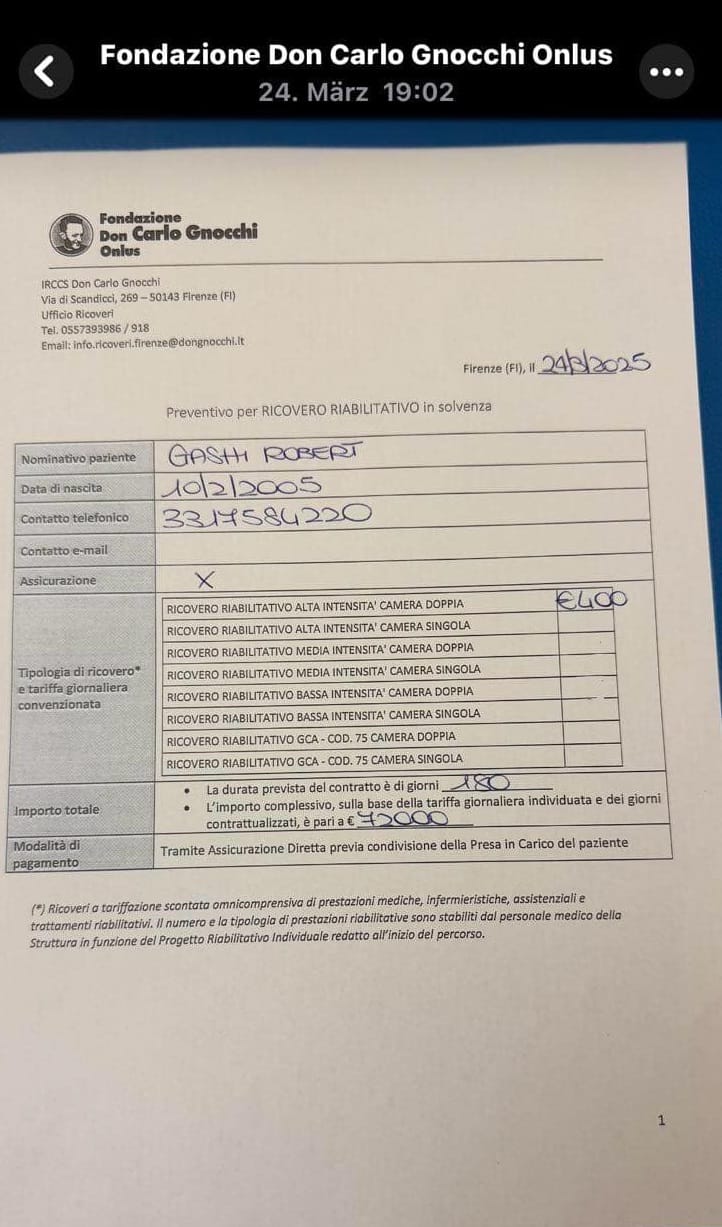 Fondazione Don Carlo Gnocchi Onlus
24. März 19:02
Fondazione
Don Carlo Gnocchi
Onlus
IRCCS Don Carlo Gnocchi
Via di Scandicci, 269 – 50143 Firenze (FI)
Ufficio Ricoveri
Tel. 0557393986 / 918
Email: info.ricoveri.firenze@dongnocchi.it
Firenze (FI), il 24/3/2025
Preventivo per RICOVERO RIABILITATIVO in solvenza
Nominativo paziente GASHI ROBERT
Data di nascita 10/2/2005
Contatto telefonico 3317584220
Contatto e-mail
Assicurazione X
Tipologia di ricovero*
e tariffa giornaliera
convenzionata
RICOVERO RIABILITATIVO ALTA INTENSITA' CAMERA DOPPIA €400
RICOVERO RIABILITATIVO ALTA INTENSITA' CAMERA SINGOLA
RICOVERO RIABILITATIVO MEDIA INTENSITA' CAMERA DOPPIA
RICOVERO RIABILITATIVO MEDIA INTENSITA' CAMERA SINGOLA
RICOVERO RIABILITATIVO BASSA INTENSITA' CAMERA DOPPIA
RICOVERO RIABILITATIVO BASSA INTENSITA' CAMERA SINGOLA
RICOVERO RIABILITATIVO GCA - COD. 75 CAMERA DOPPIA
RICOVERO RIABILITATIVO GCA - COD. 75 CAMERA SINGOLA
Importo totale
• La durata prevista del contratto è di giorni 180
• L'importo complessivo, sulla base della tariffa giornaliera individuata e dei giorni
contrattualizzati, è pari a € 72000
Modalità di
pagamento
Tramite Assicurazione Diretta previa condivisione della Presa in Carico del paziente
(*) Ricoveri a tariffazione scontata omnicomprensiva di prestazioni mediche, infermieristiche, assistenziali e
trattamenti riabilitativi. Il numero e la tipologia di prestazioni riabilitative sono stabiliti dal personale medico della
Struttura in funzione del Progetto Riabilitativo Individuale redatto all'inizio del percorso.
1